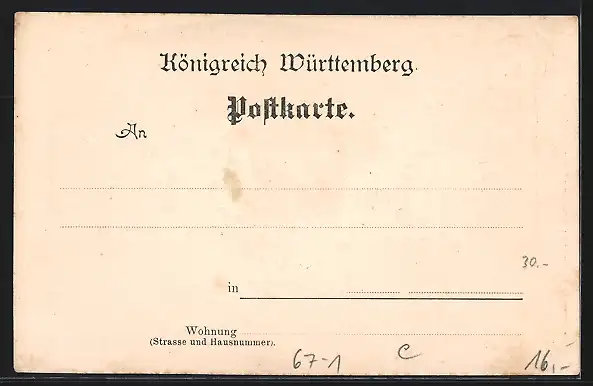 Königreich Württemberg.
Postkarte.
An
30.-
in
Wohnung
(Strasse und Hausnummer).
67-1 C 16,-